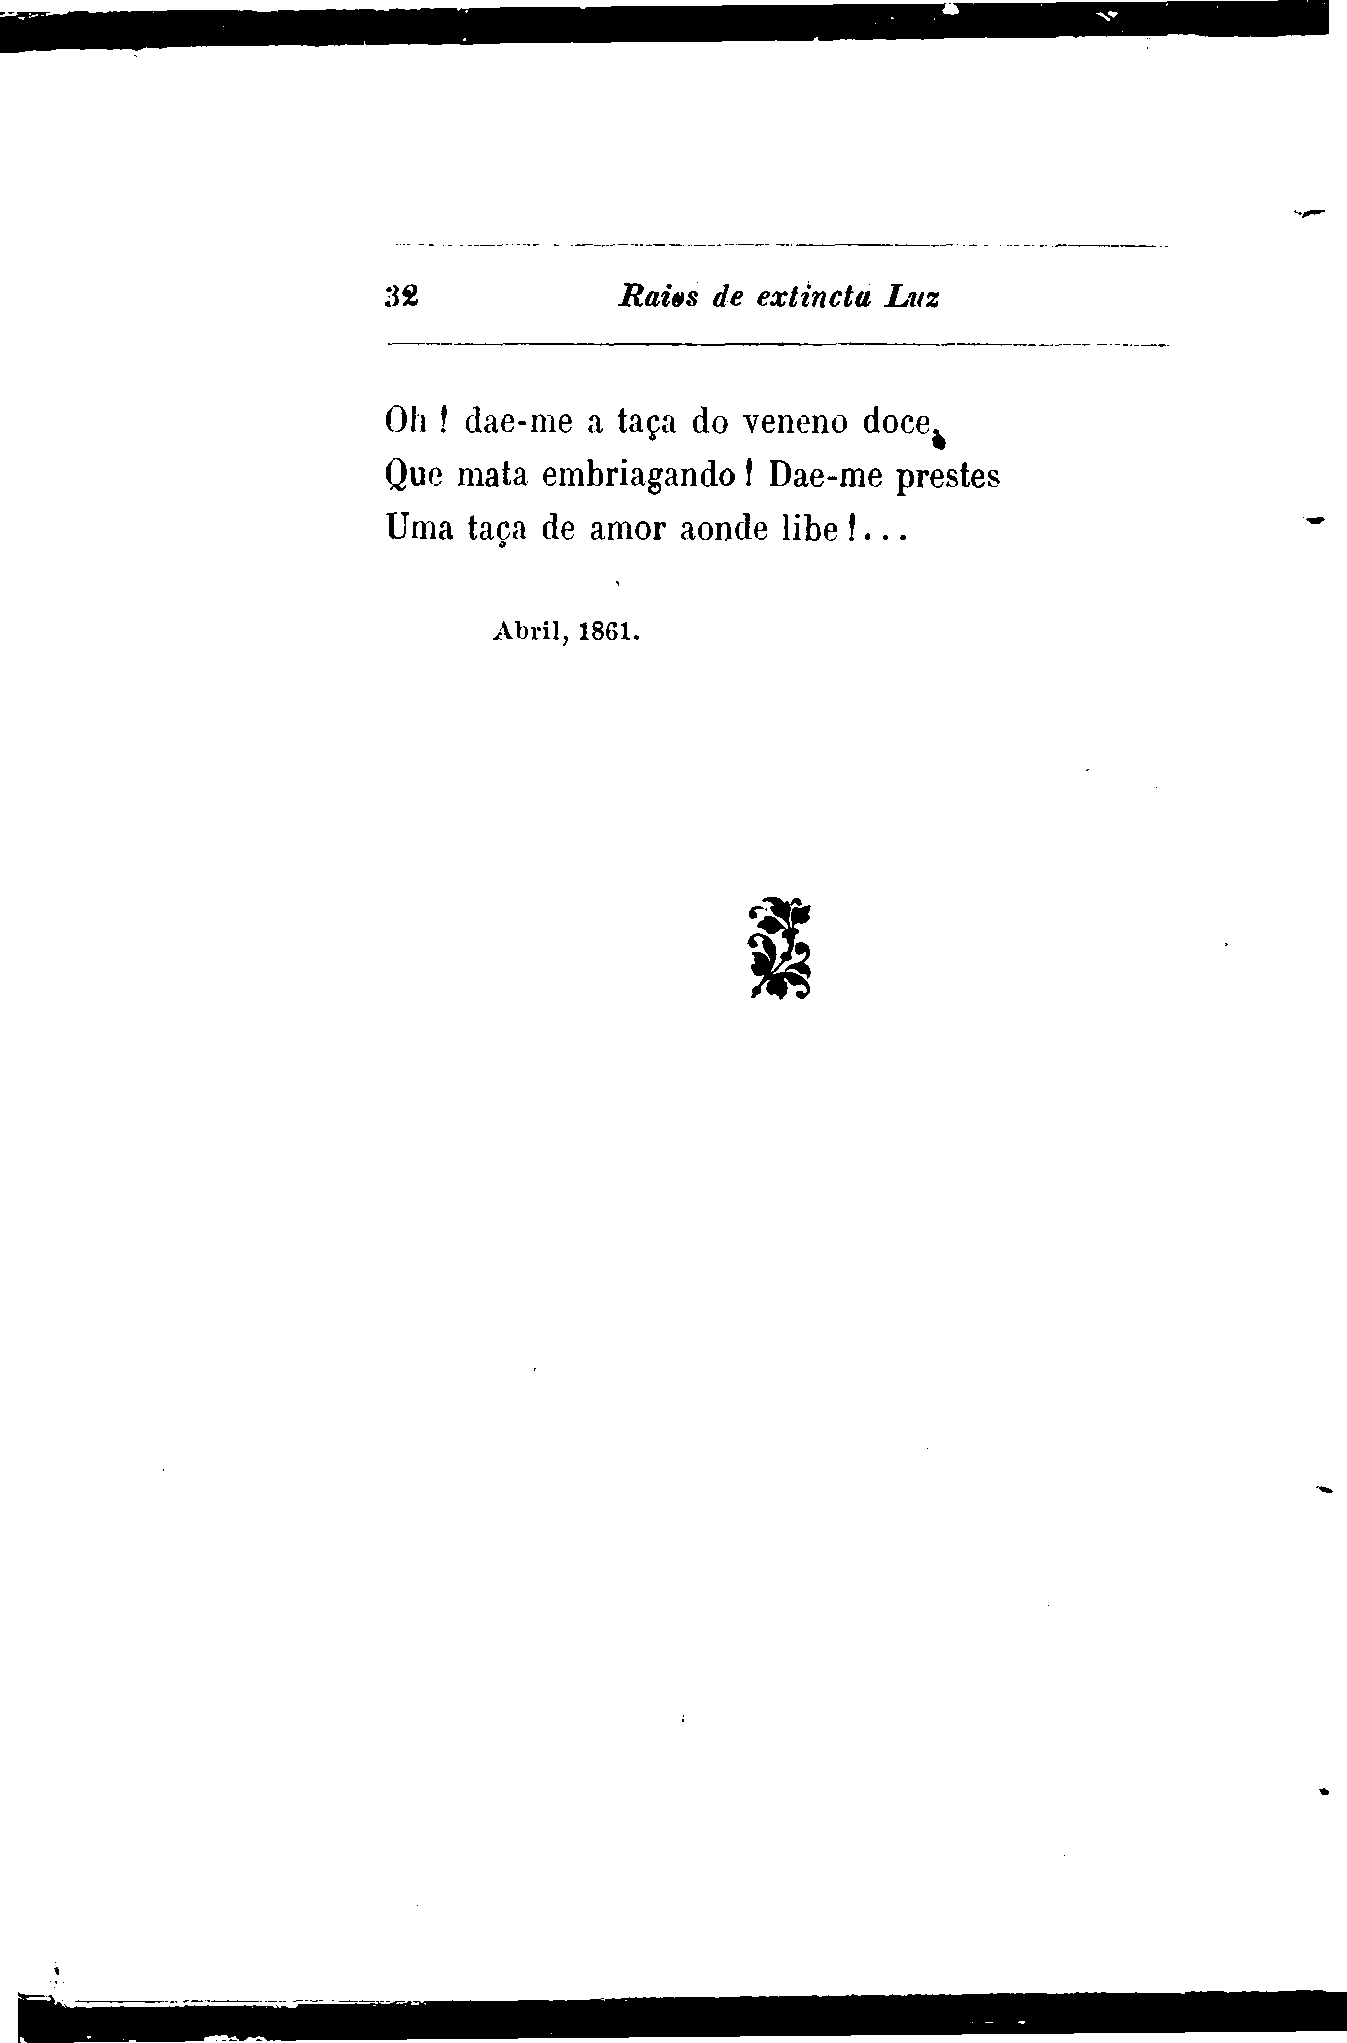 32 Raios de extincta Luz
Oh ! dae-me a taça do veneno doce,
Que mata embriagando ! Dae-me prestes
Uma taça de amor aonde libe !...
Abril, 1861.